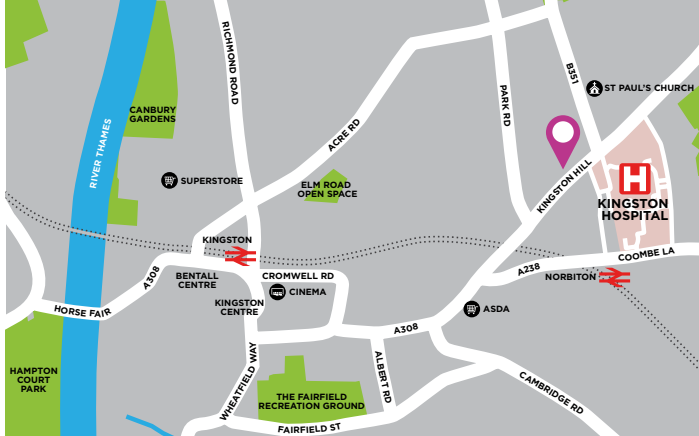 RICHMOND ROAD
B351
ST PAUL'S CHURCH
PARK RD
CANBURY
GARDENS
ACRE RD
RIVER THAMES
SUPERSTORE
ELM ROAD
OPEN SPACE
KINGSTON HILL
H
KINGSTON
HOSPITAL
KINGSTON
COOMBE LA
A238
NORBITON
A308
BENTALL
CENTRE
CROMWELL RD
CINEMA
KINGSTON
CENTRE
HORSE FAIR
ASDA
A308
HAMPTON
COURT
PARK
WHEATFIELD WAY
ALBERT RD
CAMBRIDGE RD
THE FAIRFIELD
RECREATION GROUND
FAIRFIELD ST